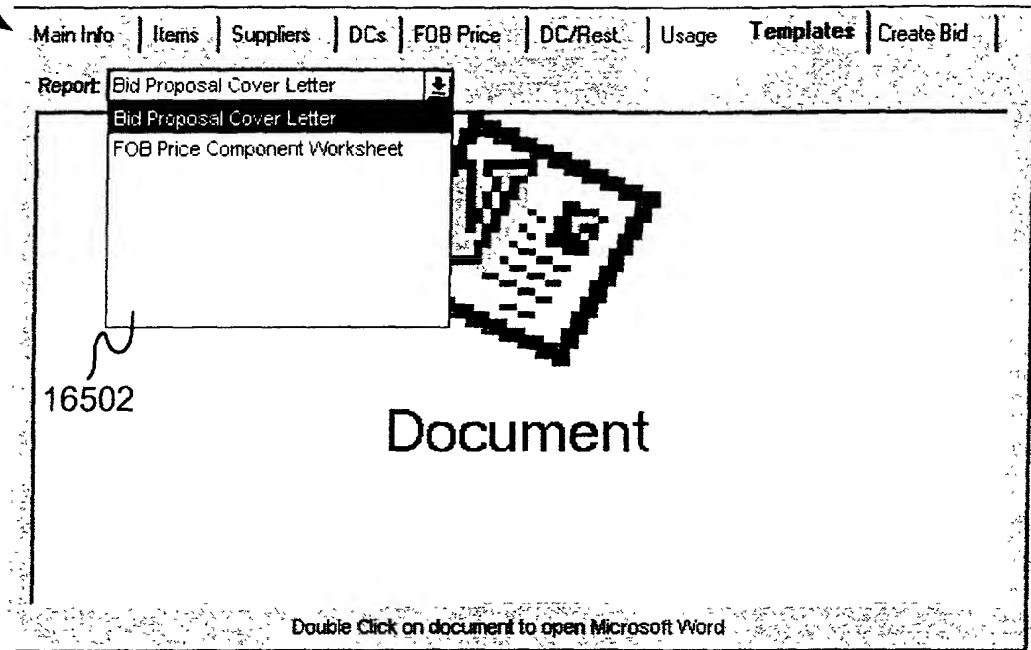 Main Info Items Suppliers DCs FOB Price DC/Rest. Usage Templates Create Bid
Report: Bid Proposal Cover Letter
Bid Proposal Cover Letter
FOB Price Component Worksheet
16502
Document
Double Click on document to open Microsoft Word